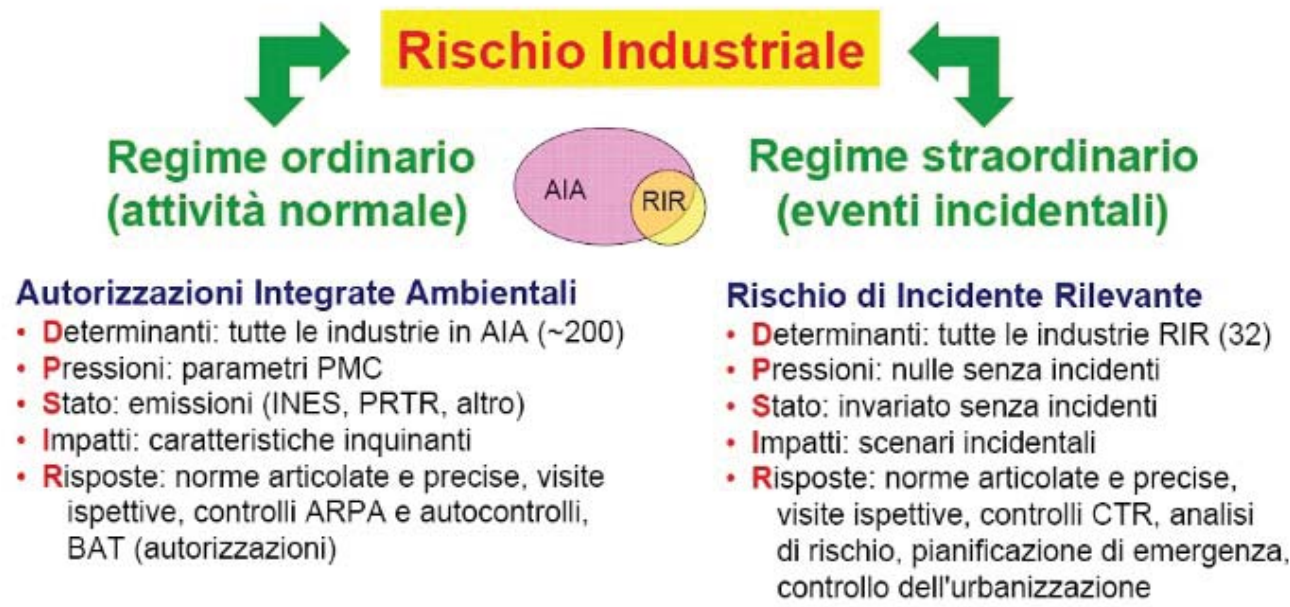 Rischio Industriale
Regime ordinario
(attività normale)
AIA
RIR
Regime straordinario
(eventi incidentali)
Autorizzazioni Integrate Ambientali
• Determinanti: tutte le industrie in AIA (~200)
• Pressioni: parametri PMC
• Stato: emissioni (INES, PRTR, altro)
• Impatti: caratteristiche inquinanti
• Risposte: norme articolate e precise, visite
ispettive, controlli ARPA e autocontrolli,
BAT (autorizzazioni)
Rischio di Incidente Rilevante
• Determinanti: tutte le industrie RIR (32)
• Pressioni: nulle senza incidenti
• Stato: invariato senza incidenti
• Impatti: scenari incidentali
• Risposte: norme articolate e precise,
visite ispettive, controlli CTR, analisi
di rischio, pianificazione di emergenza,
controllo dell'urbanizzazione